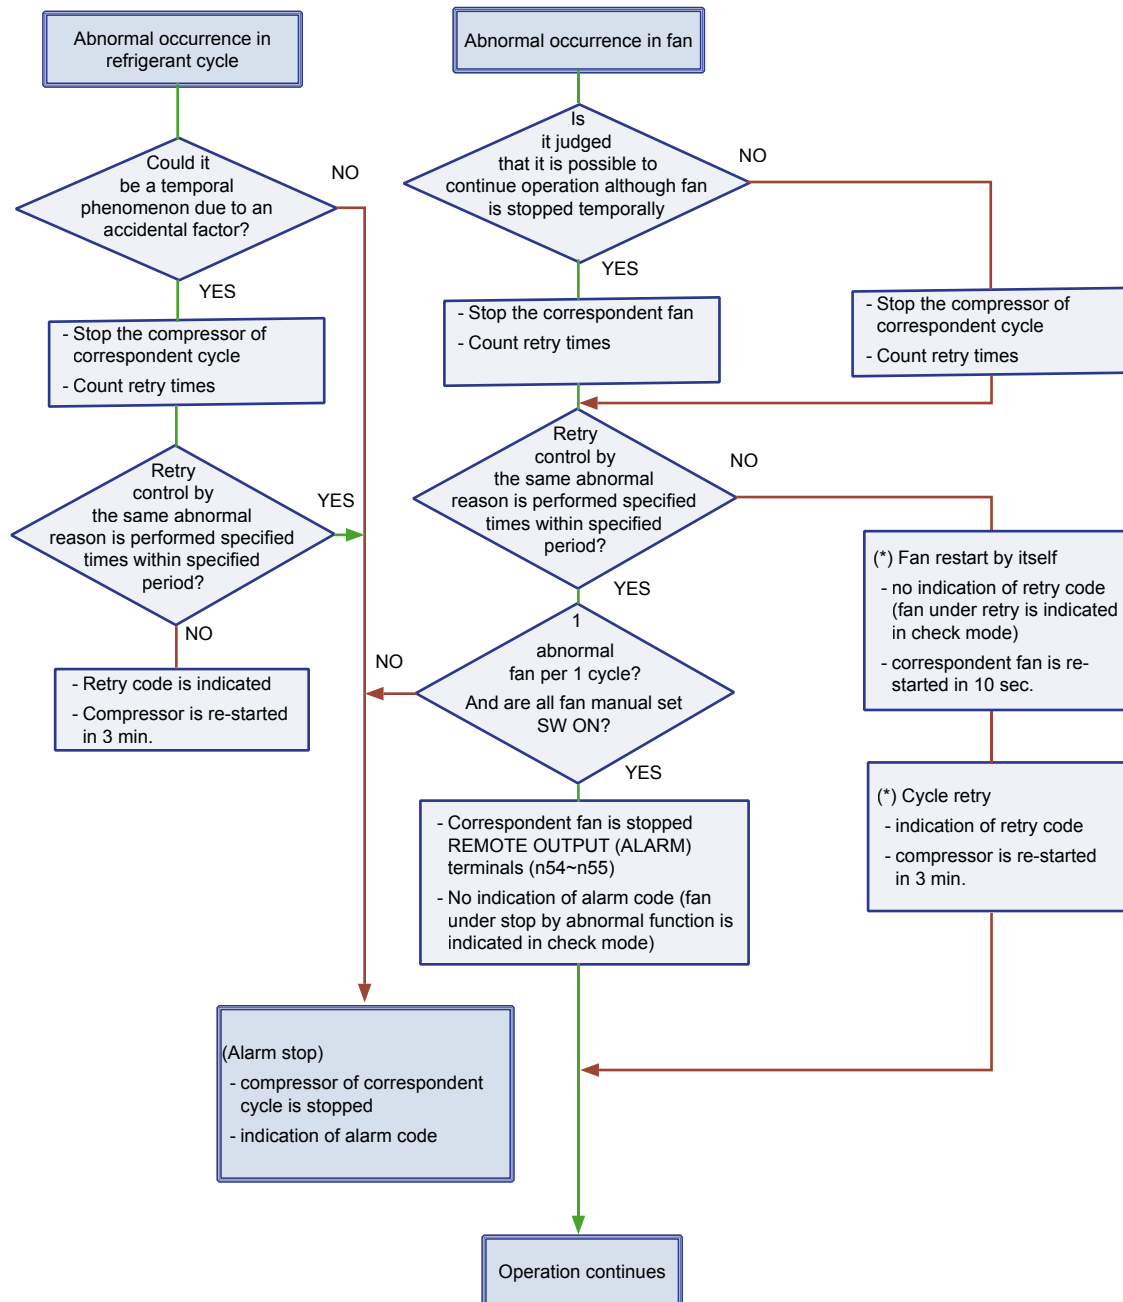 Abnormal occurrence in
refrigerant cycle
Abnormal occurrence in fan
Could it
be a temporal
phenomenon due to an
accidental factor?
NO
YES
- Stop the compressor of
correspondent cycle
- Count retry times
Retry
control by
the same abnormal
reason is performed specified
times within specified
period?
YES
NO
- Retry code is indicated
- Compressor is re-started
in 3 min.
Is
it judged
that it is possible to
continue operation although fan
is stopped temporally
NO
YES
- Stop the correspondent fan
- Count retry times
- Stop the compressor of
correspondent cycle
- Count retry times
Retry
control by
the same abnormal
reason is performed specified
times within specified
period?
NO
YES
1
abnormal
fan per 1 cycle?
And are all fan manual set
SW ON?
NO
YES
(*) Fan restart by itself
- no indication of retry code
(fan under retry is indicated
in check mode)
- correspondent fan is re-
started in 10 sec.
(*) Cycle retry
- indication of retry code
- compressor is re-started
in 3 min.
- Correspondent fan is stopped
REMOTE OUTPUT (ALARM)
terminals (n54~n55)
- No indication of alarm code (fan
under stop by abnormal function is
indicated in check mode)
(Alarm stop)
- compressor of correspondent
cycle is stopped
- indication of alarm code
Operation continues